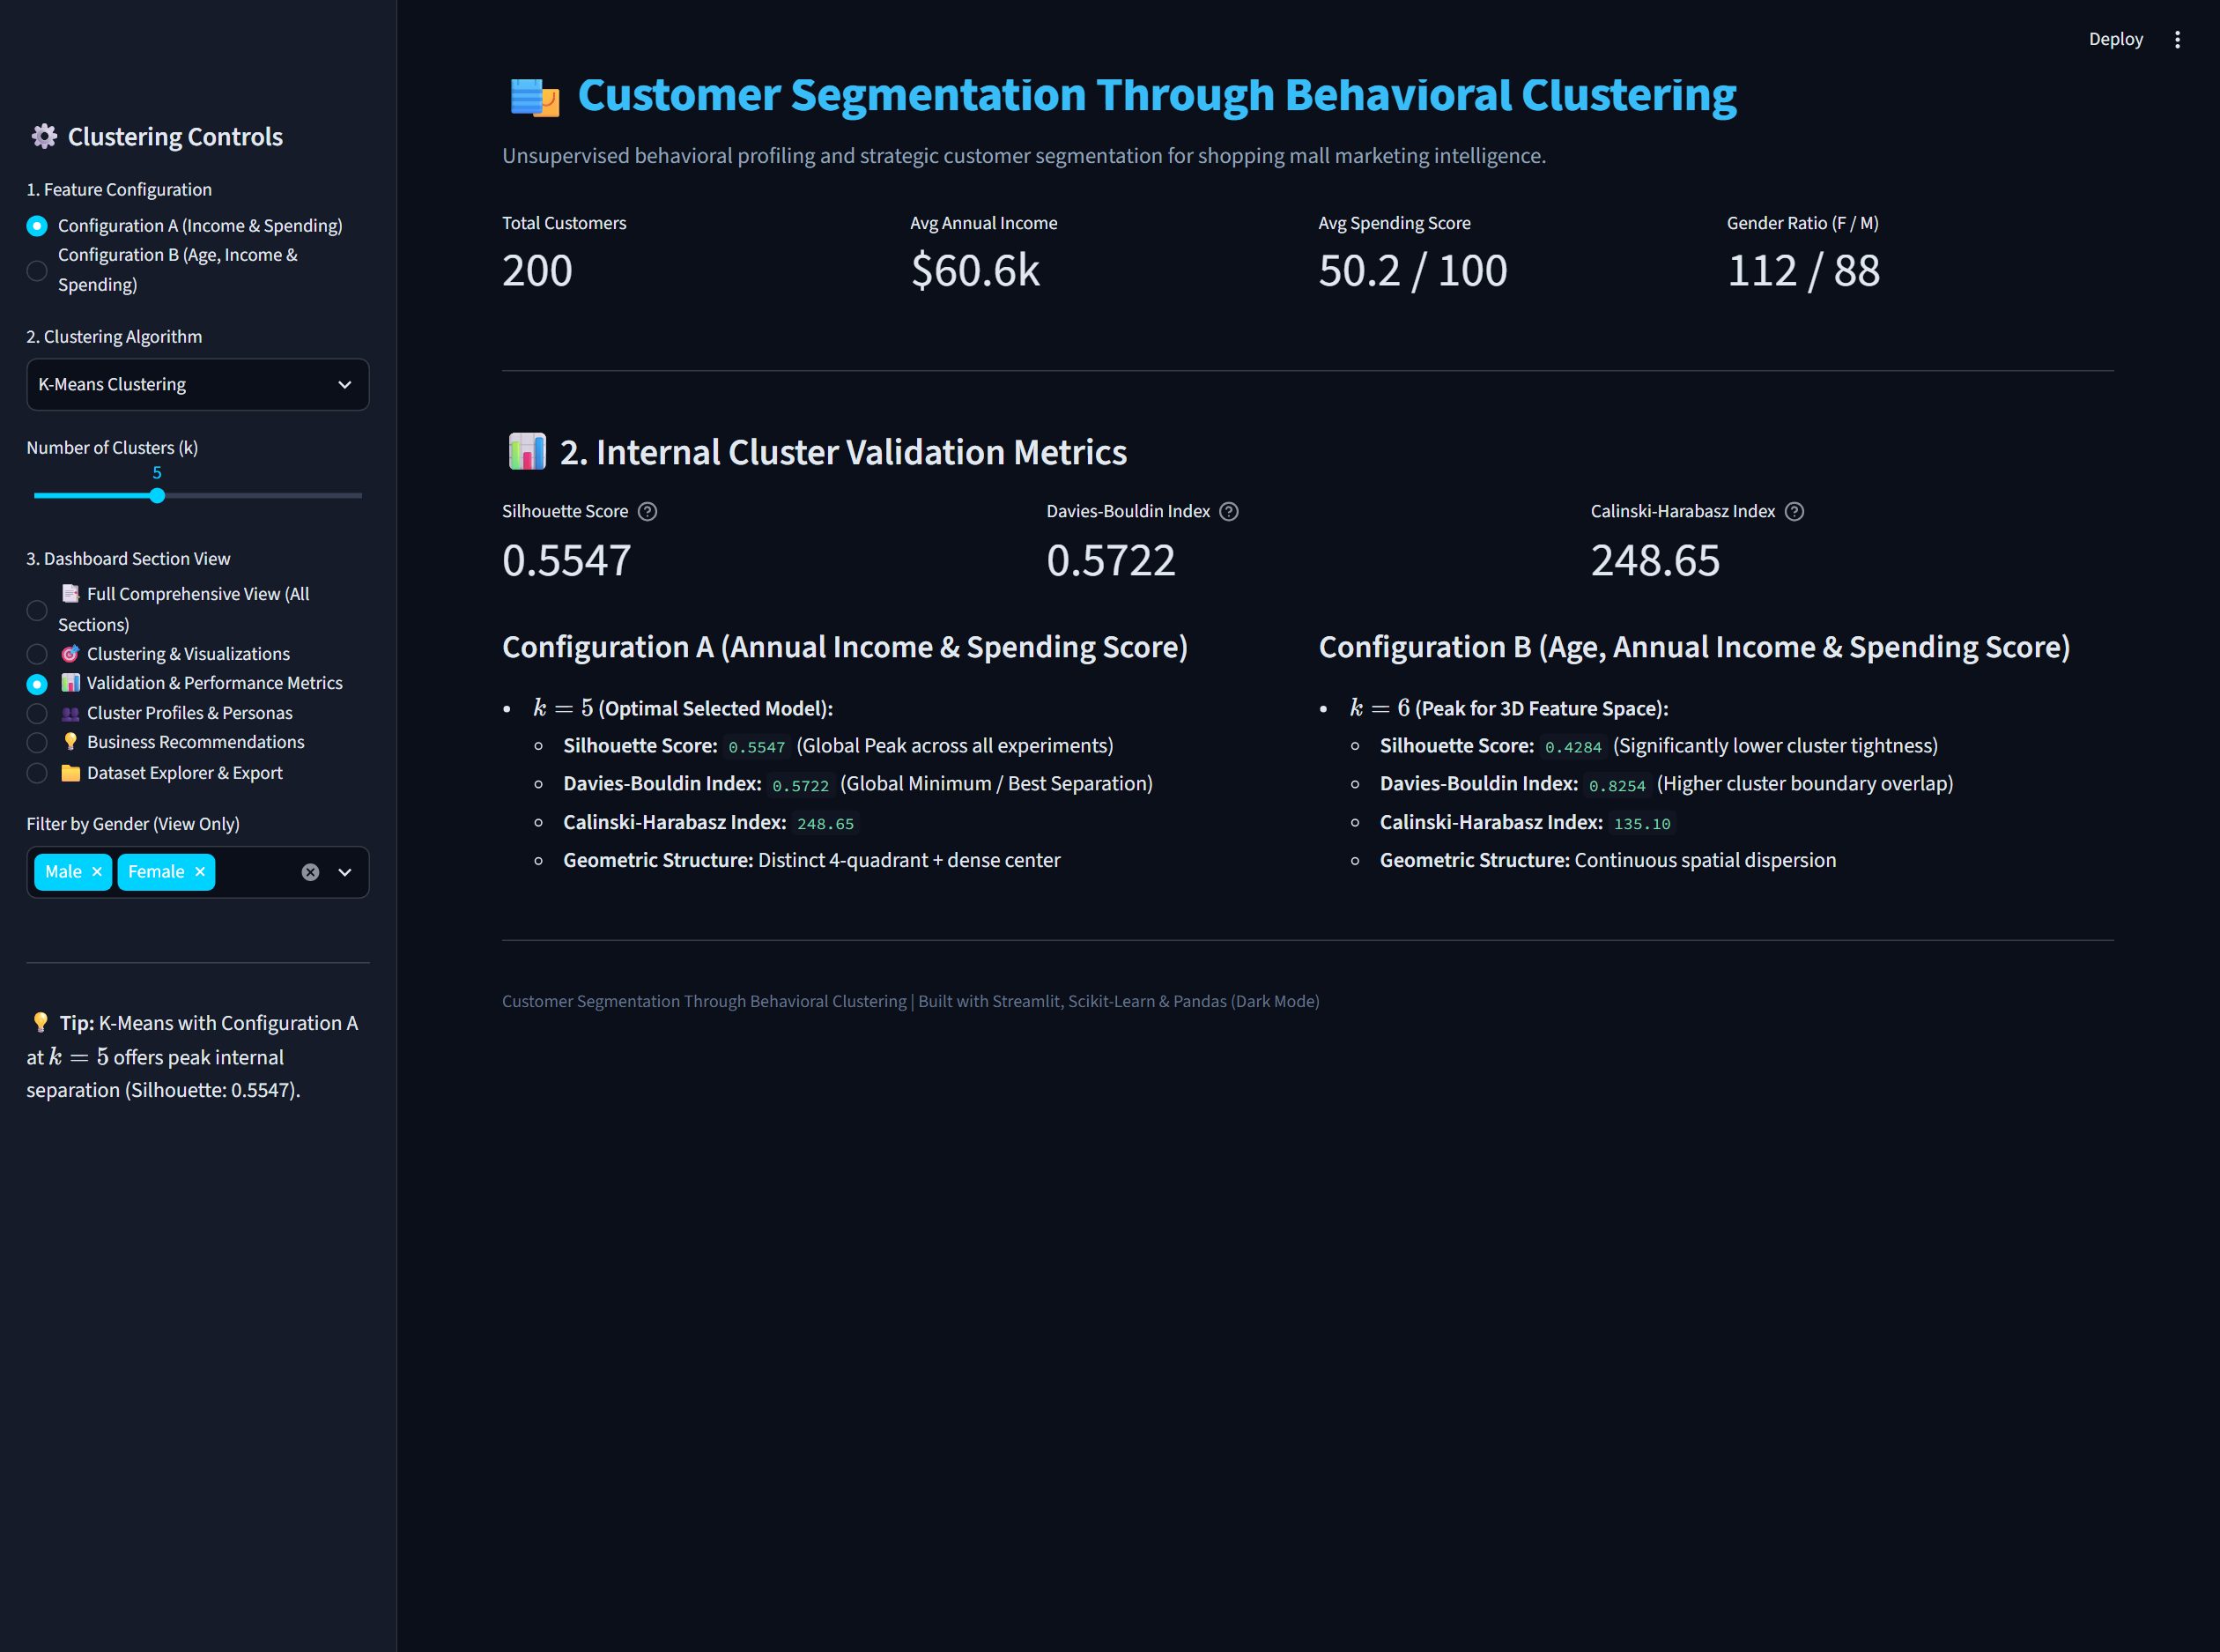 Deploy
Clustering Controls
1. Feature Configuration
Configuration A (Income & Spending)
Configuration B (Age, Income &
Spending)
2. Clustering Algorithm
K-Means Clustering
Number of Clusters (k)
5
3. Dashboard Section View
Full Comprehensive View (All
Sections)
Clustering & Visualizations
Validation & Performance Metrics
Cluster Profiles & Personas
Business Recommendations
Dataset Explorer & Export
Filter by Gender (View Only)
Male
Female
Tip: K-Means with Configuration A
at k = 5 offers peak internal
separation (Silhouette: 0.5547).
Customer Segmentation Through Behavioral Clustering
Unsupervised behavioral profiling and strategic customer segmentation for shopping mall marketing intelligence.
Total Customers
200
Avg Annual Income
$60.6k
Avg Spending Score
50.2 / 100
Gender Ratio (F / M)
112 / 88
2. Internal Cluster Validation Metrics
Silhouette Score
0.5547
Davies-Bouldin Index
0.5722
Calinski-Harabasz Index
248.65
Configuration A (Annual Income & Spending Score)
k = 5 (Optimal Selected Model):
Silhouette Score: 0.5547 (Global Peak across all experiments)
Davies-Bouldin Index: 0.5722 (Global Minimum / Best Separation)
Calinski-Harabasz Index: 248.65
Geometric Structure: Distinct 4-quadrant + dense center
Configuration B (Age, Annual Income & Spending Score)
k = 6 (Peak for 3D Feature Space):
Silhouette Score: 0.4284 (Significantly lower cluster tightness)
Davies-Bouldin Index: 0.8254 (Higher cluster boundary overlap)
Calinski-Harabasz Index: 135.10
Geometric Structure: Continuous spatial dispersion
Customer Segmentation Through Behavioral Clustering | Built with Streamlit, Scikit-Learn & Pandas (Dark Mode)